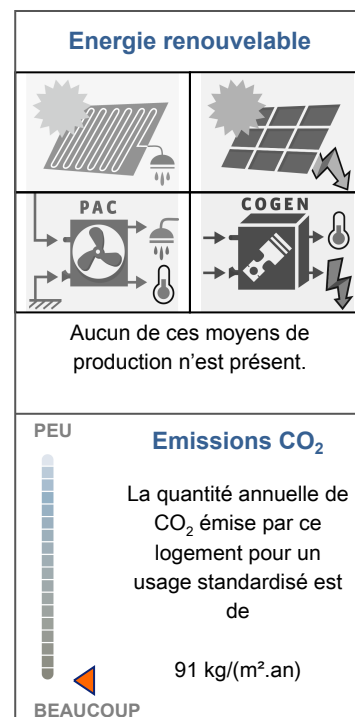 Energie renouvelable
PAC
COGEN
Aucun de ces moyens de
production n'est présent.
PEU
Emissions CO₂
La quantité annuelle de
CO₂ émise par ce
logement pour un
usage standardisé est
de
91 kg/(m².an)
BEAUCOUP